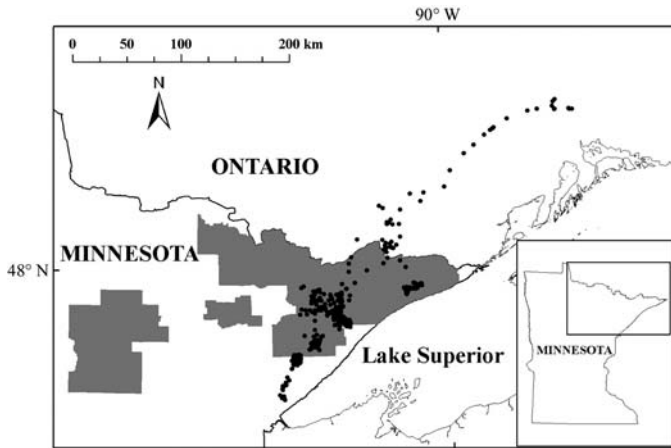 90° W
0 50 100 200 km
N
ONTARIO
MINNESOTA
48° N
Lake Superior
MINNESOTA